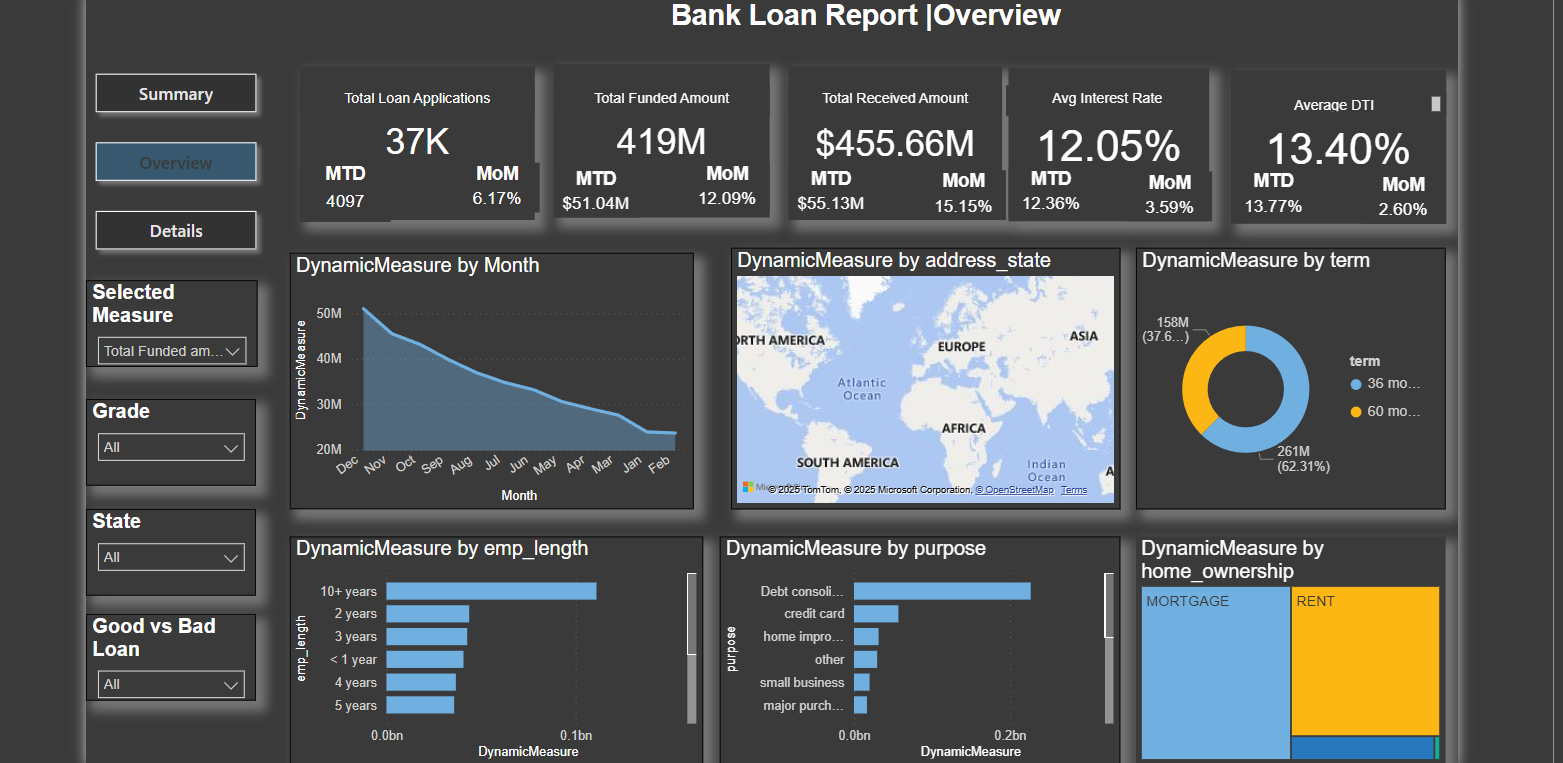 Bank Loan Report |Overview
Summary
Overview
Details
Total Loan Applications
37K
MTD
MoM
4097
6.17%
Total Funded Amount
419M
MTD
MoM
$51.04M
12.09%
Total Received Amount
$455.66M
MTD
MoM
$55.13M
15.15%
Avg Interest Rate
12.05%
MTD
MoM
12.36%
3.59%
Average DTI
13.40%
MTD
MoM
13.77%
2.60%
Selected
Measure
Total Funded am...
Grade
All
State
All
Good vs Bad
Loan
All
DynamicMeasure by Month
DynamicMeasure
50M
40M
30M
20M
Dec
Nov
Oct
Sep
Aug
Jul
Jun
May
Apr
Mar
Jan
Feb
Month
DynamicMeasure by address_state
ORTH AMERICA
EUROPE
ASIA
Atlantic
Ocean
AFRICA
SOUTH AMERICA
Indian
Ocean
A
© 2025 TomTom, © 2025 Microsoft Corporation, © OpenStreetMap Terms
DynamicMeasure by term
158M
(37.6...)
261M
(62.31%)
term
36 mo...
60 mo...
DynamicMeasure by emp_length
emp_length
10+ years
2 years
3 years
< 1 year
4 years
5 years
0.0bn
0.1bn
DynamicMeasure
DynamicMeasure by purpose
purpose
Debt consoli...
credit card
home impro...
other
small business
major purch...
0.0bn
0.2bn
DynamicMeasure
DynamicMeasure by
home_ownership
MORTGAGE
RENT